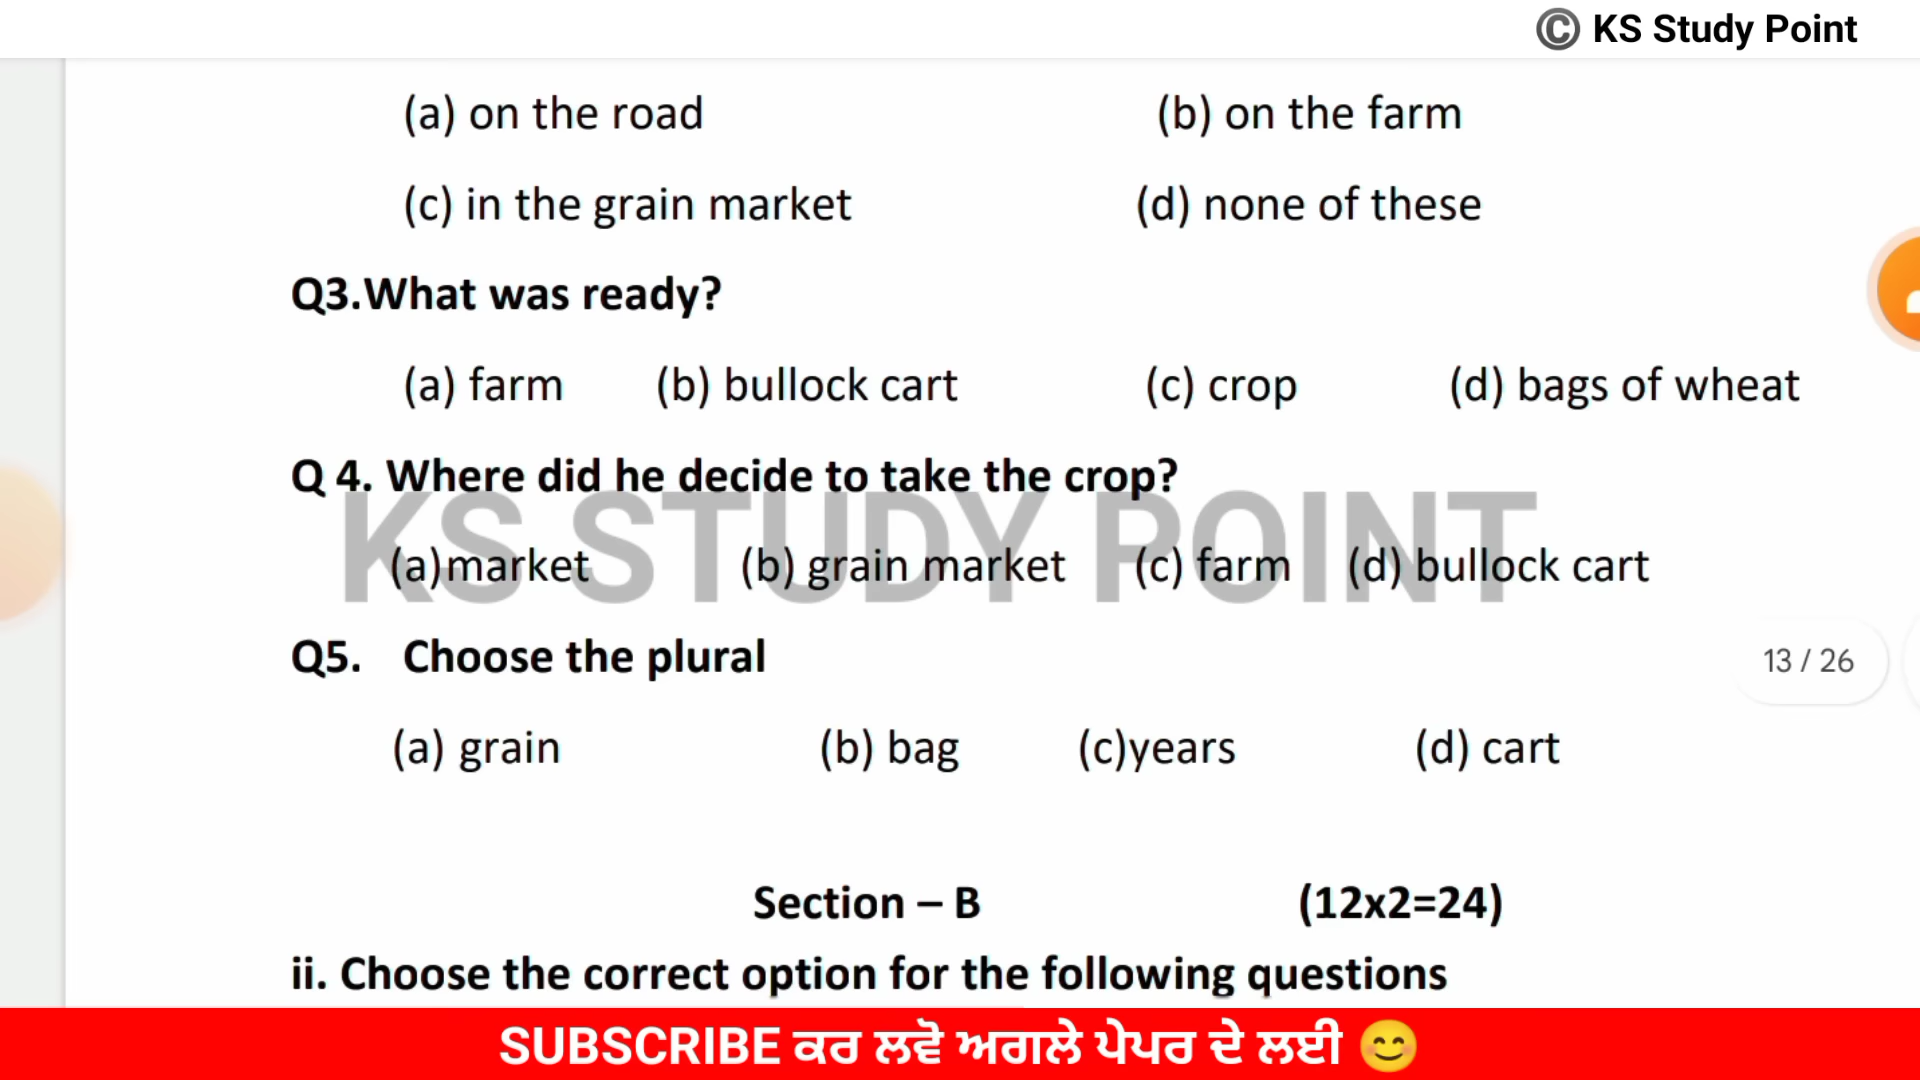 © KS Study Point
(a) on the road (b) on the farm
(c) in the grain market (d) none of these
Q3.What was ready?
(a) farm (b) bullock cart (c) crop (d) bags of wheat
Q 4. Where did he decide to take the crop?
KS STUDY POINT
(a)market (b) grain market (c) farm (d) bullock cart
Q5. Choose the plural
13 / 26
(a) grain (b) bag (c)years (d) cart
Section – B (12x2=24)
ii. Choose the correct option for the following questions
SUBSCRIBE ਕਰ ਲਵੋ ਅਗਲੇ ਪੇਪਰ ਦੇ ਲਈ 😊